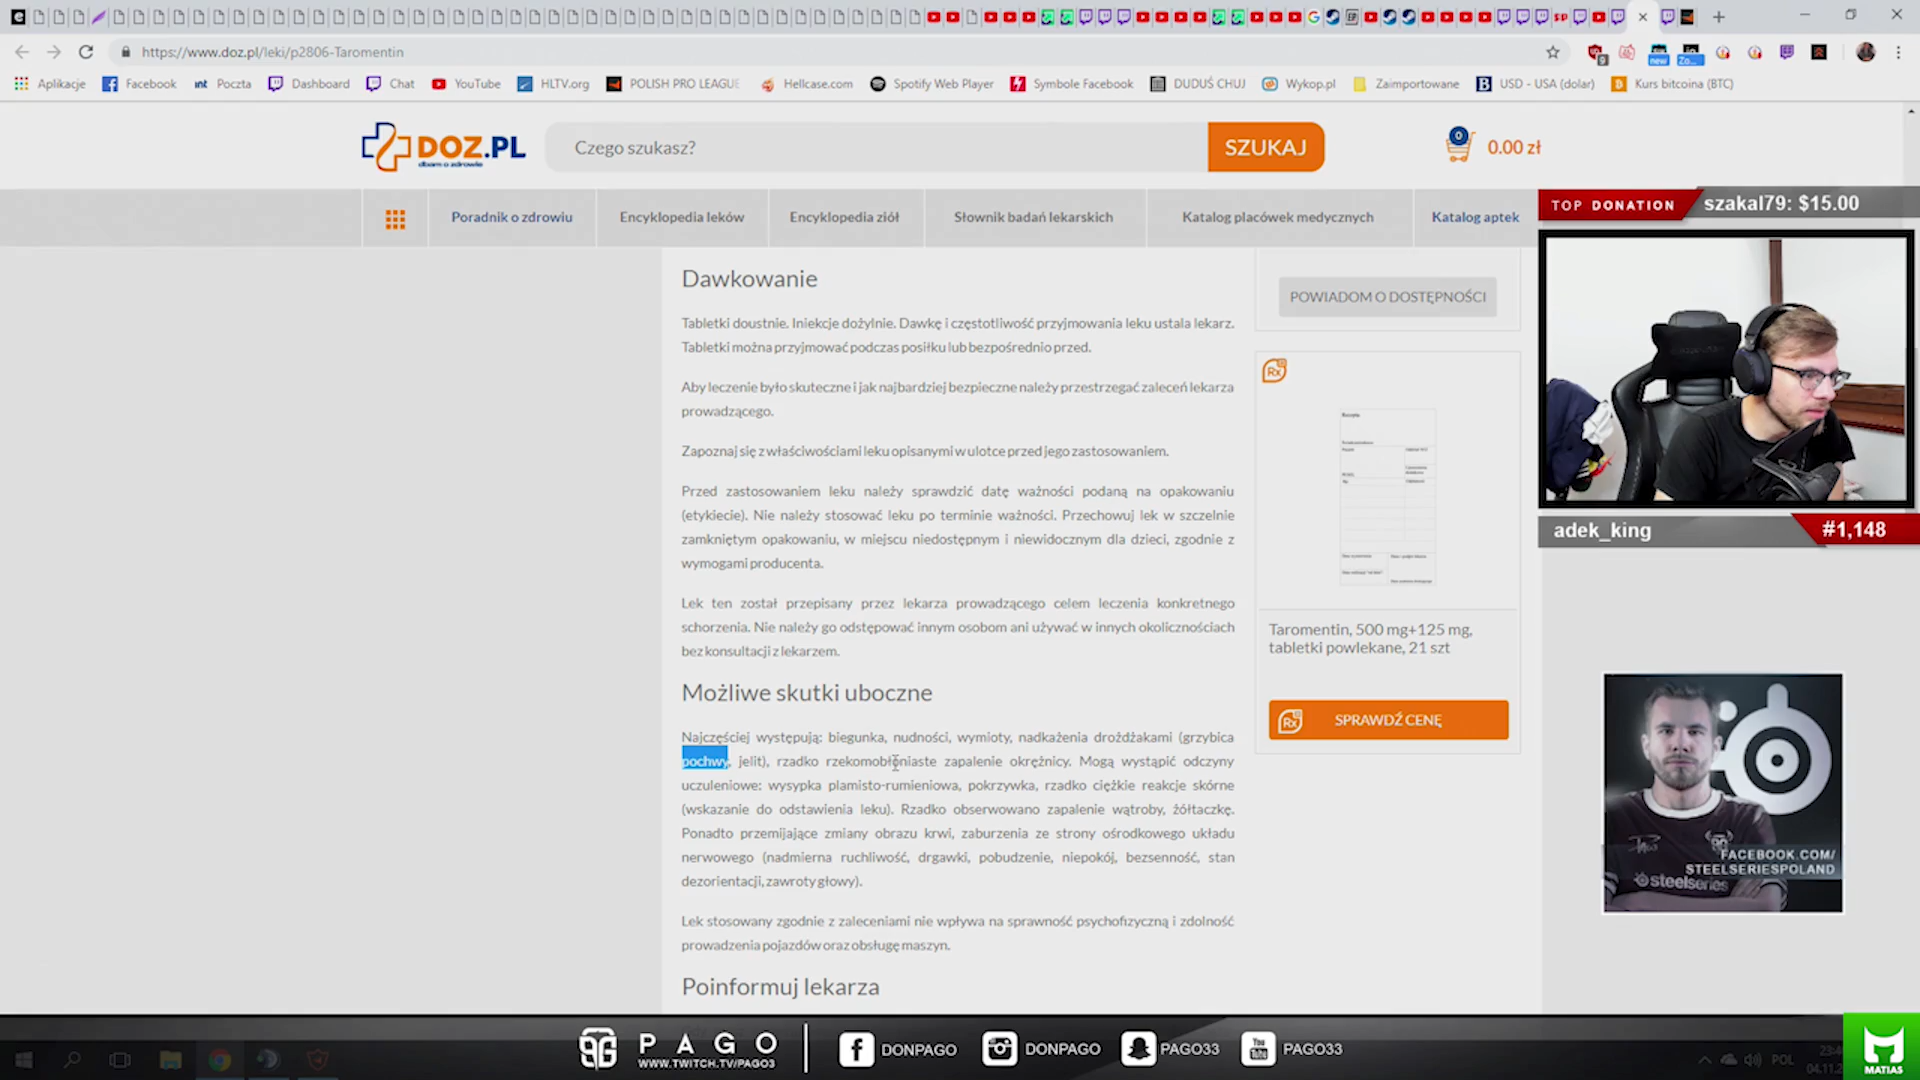 https://www.doz.pl/leki/p2806-Taromentin
Aplikacje
Facebook
int Poczta
Dashboard
Chat
YouTube
HLTV.org
POLISH PRO LEAGUE
Hellcase.com
Spotify Web Player
Symbole Facebook
DUDUŚ CHUJ
Wykop.pl
Zaimportowane
USD - USA (dolar)
Kurs bitcoina (BTC)
DOZ.PL
dbam o zdrowie
Czego szukasz?
SZUKAJ
0
0.00 zł
Poradnik o zdrowiu
Encyklopedia leków
Encyklopedia ziół
Słownik badań lekarskich
Katalog placówek medycznych
Katalog aptek
TOP DONATION
szakal79: $15.00
Dawkowanie
Tabletki doustnie. Iniekcje dożylnie. Dawkę i częstotliwość przyjmowania leku ustala lekarz.
Tabletki można przyjmować podczas posiłku lub bezpośrednio przed.
Aby leczenie było skuteczne i jak najbardziej bezpieczne należy przestrzegać zaleceń lekarza
prowadzącego.
Zapoznaj się z właściwościami leku opisanymi w ulotce przed jego zastosowaniem.
Przed zastosowaniem leku należy sprawdzić datę ważności podaną na opakowaniu
(etykiecie). Nie należy stosować leku po terminie ważności. Przechowuj lek w szczelnie
zamkniętym opakowaniu, w miejscu niedostępnym i niewidocznym dla dzieci, zgodnie z
wymogami producenta.
Lek ten został przepisany przez lekarza prowadzącego celem leczenia konkretnego
schorzenia. Nie należy go odstępować innym osobom ani używać w innych okolicznościach
bez konsultacji z lekarzem.
Możliwe skutki uboczne
Najczęściej występują: biegunka, nudności, wymioty, nadkażenia drożdżakami (grzybica
pochwy, jelit), rzadko rzekomobłoniaste zapalenie okrężnicy. Mogą wystąpić odczyny
uczuleniowe: wysypka plamisto-rumieniowa, pokrzywka, rzadko ciężkie reakcje skórne
(wskazanie do odstawienia leku). Rzadko obserwowano zapalenie wątroby, żółtaczkę.
Ponadto przemijające zmiany obrazu krwi, zaburzenia ze strony ośrodkowego układu
nerwowego (nadmierna ruchliwość, drgawki, pobudzenie, niepokój, bezsenność, stan
dezorientacji, zawroty głowy).
Lek stosowany zgodnie z zaleceniami nie wpływa na sprawność psychofizyczną i zdolność
prowadzenia pojazdów oraz obsługę maszyn.
Poinformuj lekarza
POWIADOM O DOSTĘPNOŚCI
Rx
Taromentin, 500 mg+125 mg,
tabletki powlekane, 21 szt
Rx
SPRAWDŹ CENĘ
adek_king
#1,148
FACEBOOK.COM/
STEELSERIESPOLAND
steelseries
PAGO
WWW.TWITCH.TV/PAGO3
DONPAGO
DONPAGO
PAGO33
You Tube
PAGO33
POL
MATIAS